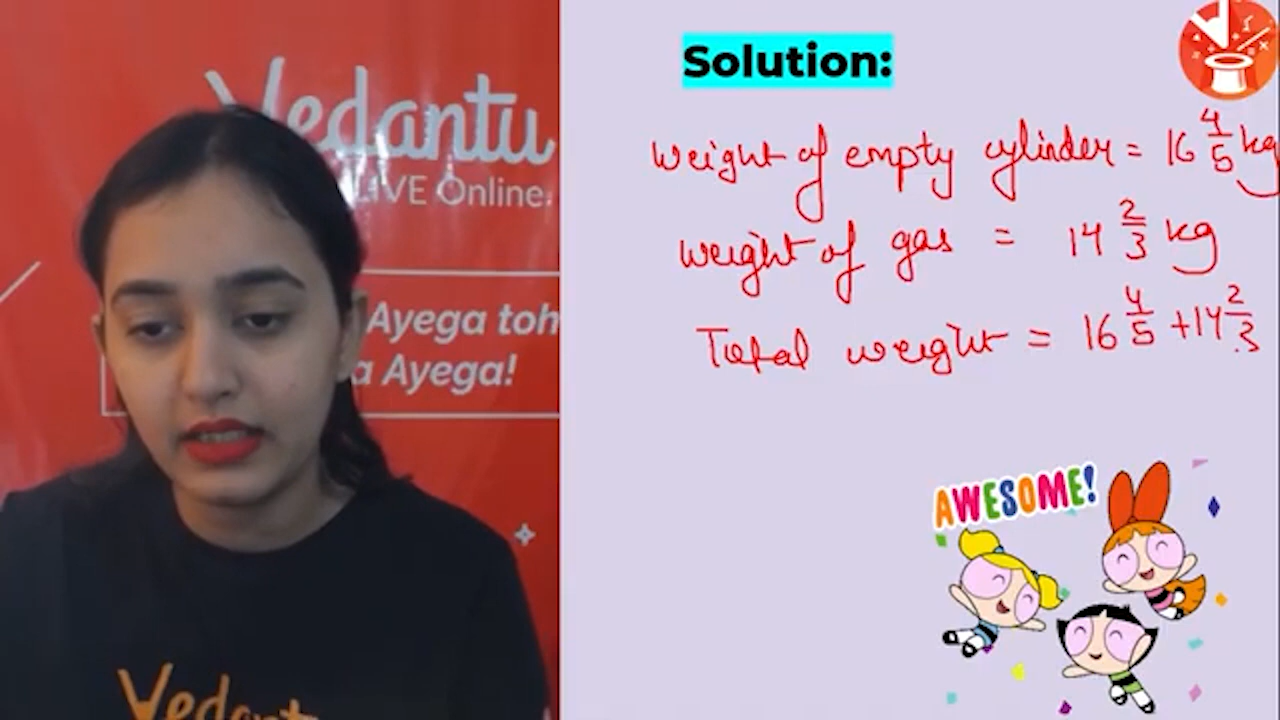 Vedantu
LIVE Online.
Ayega toh
a Ayega!
Vedantu
Solution:
weight of empty cylinder = 16 4/5 kg
weight of gas = 14 2/3 kg
Total weight = 16 4/5 + 14 2/3
AWESOME!